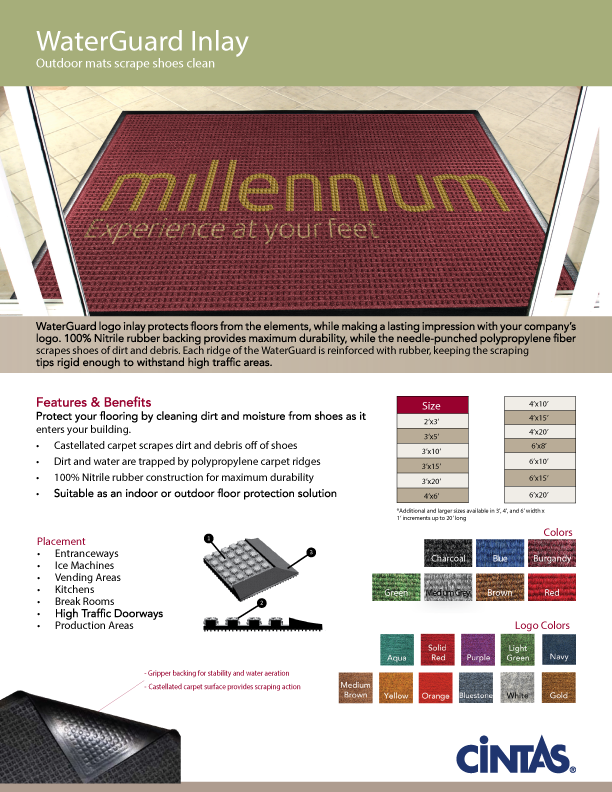 WaterGuard Inlay
Outdoor mats scrape shoes clean
millennium
Experience at your feet
WaterGuard logo inlay protects floors from the elements, while making a lasting impression with your company's
logo. 100% Nitrile rubber backing provides maximum durability, while the needle-punched polypropylene fiber
scrapes shoes of dirt and debris. Each ridge of the WaterGuard is reinforced with rubber, keeping the scraping
tips rigid enough to withstand high traffic areas.
Features & Benefits
Protect your flooring by cleaning dirt and moisture from shoes as it
enters your building.
• Castellated carpet scrapes dirt and debris off of shoes
• Dirt and water are trapped by polypropylene carpet ridges
• 100% Nitrile rubber construction for maximum durability
• Suitable as an indoor or outdoor floor protection solution
Size
2'x3'
3'x5'
3'x10'
3'x15'
3'x20'
4'x6'
4'x10'
4'x15'
4'x20'
6'x8'
6'x10'
6'x15'
6'x20'
*Additional and larger sizes available in 3', 4', and 6' width x
1' increments up to 20' long
Placement
• Entranceways
• Ice Machines
• Vending Areas
• Kitchens
• Break Rooms
• High Traffic Doorways
• Production Areas
1
3
2
Colors
Charcoal Blue Burgandy
Green Medium Grey Brown Red
Logo Colors
Aqua Solid Red Purple Light Green Navy
Medium Brown Yellow Orange Bluestone White Gold
- Gripper backing for stability and water aeration
- Castellated carpet surface provides scraping action
CINTAS®